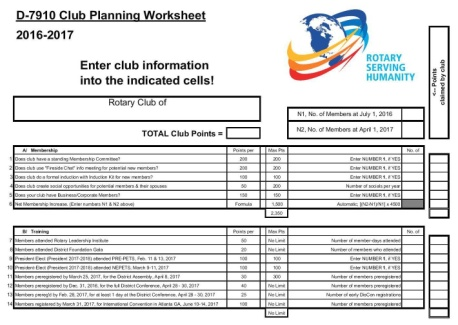 D-7910 Club Planning Worksheet
2016-2017
Enter club information
into the indicated cells!
ROTARY
SERVING
HUMANITY
<-- Points
claimed by club
Rotary Club of
N1, No. of Members at July 1, 2016
TOTAL Club Points =
N2, No. of Members at April 1, 2017
A/ Membership Points per Max Pts No. of
1 Does club have a standing Membership Committee? 200 200 Enter NUMBER 1, if YES
2 Does club use "Fireside Chat" info meeting for potential new members? 200 200 Enter NUMBER 1, if YES
3 Does club do a formal induction with Induction Kit for new members? 100 100 Enter NUMBER 1, if YES
4 Does club create social opportunities for potential members & their spouses 50 200 Number of socials per year
5 Does your club have Business/Corporate Members? 100 100 Enter NUMBER 1, if YES
6 Net Membership Increase. (Enter numbers N1 & N2 above) Formula 1,500 Automatic
B/ Training Points per Max Pts No. of
7 Members attended Rotary Leadership Institute 50 No Limit Number of member-days attended
8 Members attended District Foundation Gala 20 No Limit Number of members who attended
9 President-Elect (President 2017-2018) attended PRE-PETS, Feb. 11 & 13, 2017 100 100 Enter NUMBER 1, if YES
10 President-Elect (President 2017-2018) attended NEPETS, March 9-11, 2017 100 100 Enter NUMBER 1, if YES
11 Members preregistered by March 25, 2017, for the District Assembly, April 8, 2017 30 300 Number of members preregistered
12 Members preregistered by Dec. 31, 2016, for the full District Conference, April 28 - 30, 2017 40 No Limit Number of members preregistered
13 Members prereg'd by Feb. 28, 2017, for at least 1 day at the District Conference, April 28 - 30, 2017 25 No Limit Number of early DisCon registrations
14 Members registered by March 31, 2017, for International Convention in Atlanta GA, June 10-14, 2017 100 No Limit Number of members preregistered
No Limit